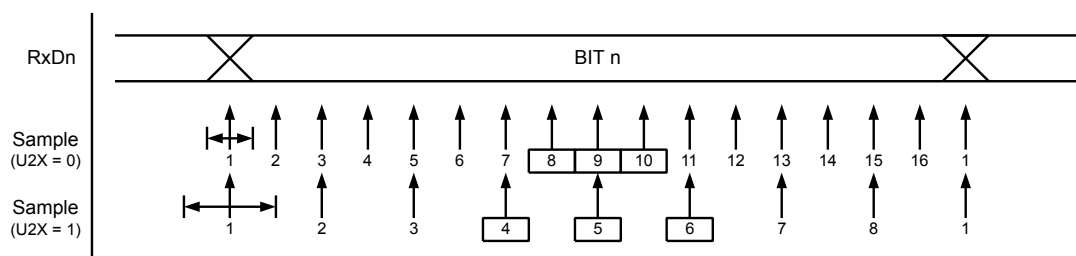 RxDn BIT n
Sample
(U2X = 0)
1 2 3 4 5 6 7 8 9 10 11 12 13 14 15 16 1
Sample
(U2X = 1)
1 2 3 4 5 6 7 8 1